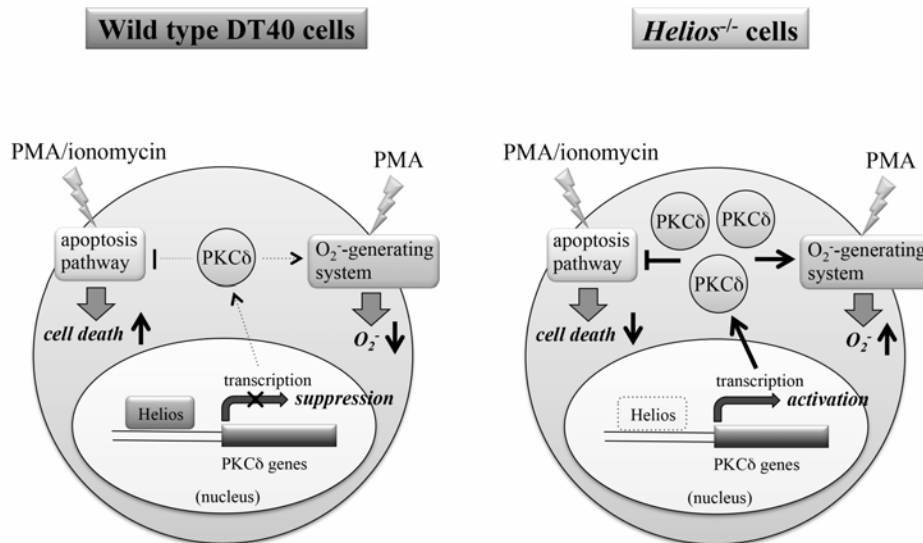 Wild type DT40 cells
PMA/ionomycin
PMA
apoptosis
pathway
PKCδ
O₂⁻-generating
system
cell death
O₂⁻
transcription
suppression
Helios
PKCδ genes
(nucleus)
Helios⁻/⁻ cells
PMA/ionomycin
PMA
PKCδ
PKCδ
apoptosis
pathway
O₂⁻-generating
system
PKCδ
cell death
O₂⁻
transcription
activation
Helios
PKCδ genes
(nucleus)